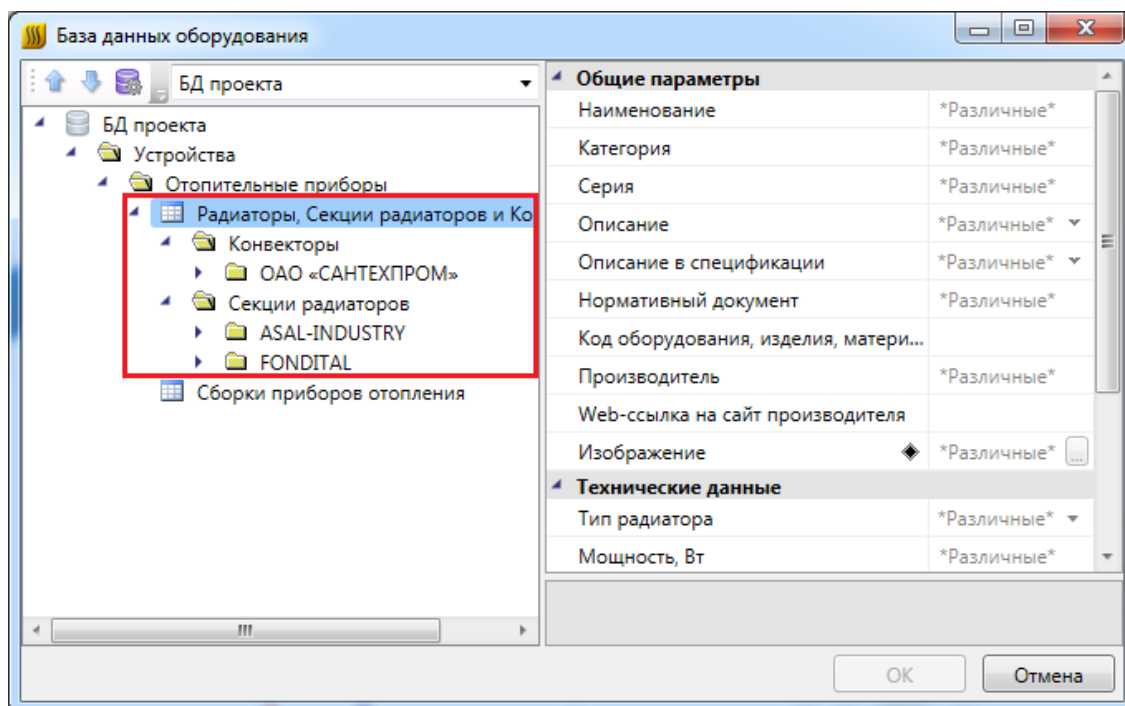 База данных оборудования
БД проекта
БД проекта
Устройства
Отопительные приборы
Радиаторы, Секции радиаторов и Ко
Конвекторы
ОАО «САНТЕХПРОМ»
Секции радиаторов
ASAL-INDUSTRY
FONDITAL
Сборки приборов отопления
Общие параметры
Наименование *Различные*
Категория *Различные*
Серия *Различные*
Описание *Различные*
Описание в спецификации *Различные*
Нормативный документ *Различные*
Код оборудования, изделия, матери...
Производитель *Различные*
Web-ссылка на сайт производителя
Изображение *Различные* ...
Технические данные
Тип радиатора *Различные*
Мощность, Вт *Различные*
ОК Отмена